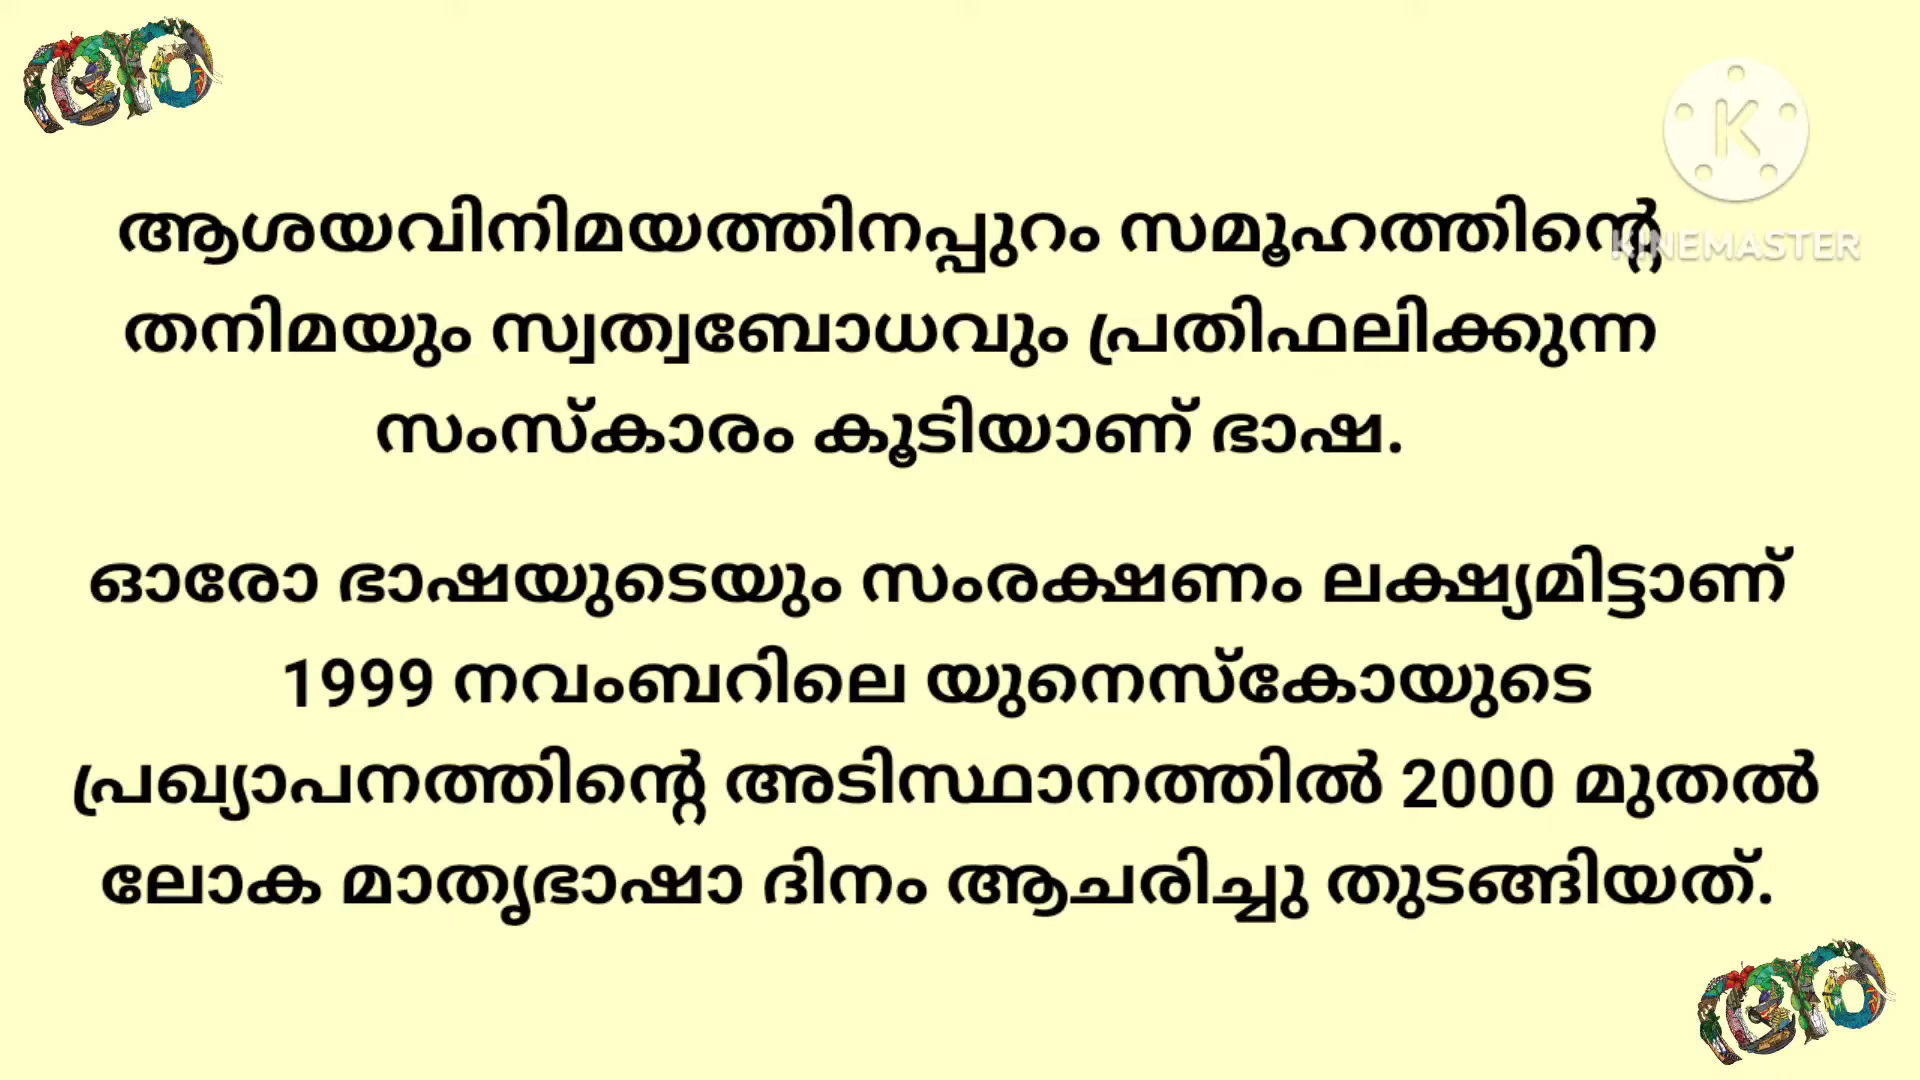 KINEMASTER
ആശയവിനിമയത്തിനപ്പുറം സമൂഹത്തിന്റെ
തനിമയും സ്വത്വബോധവും പ്രതിഫലിക്കുന്ന
സംസ്കാരം കൂടിയാണ് ഭാഷ.
ഓരോ ഭാഷയുടെയും സംരക്ഷണം ലക്ഷ്യമിട്ടാണ്
1999 നവംബറിലെ യുനെസ്കോയുടെ
പ്രഖ്യാപനത്തിന്റെ അടിസ്ഥാനത്തിൽ 2000 മുതൽ
ലോക മാതൃഭാഷാ ദിനം ആചരിച്ചു തുടങ്ങിയത്.